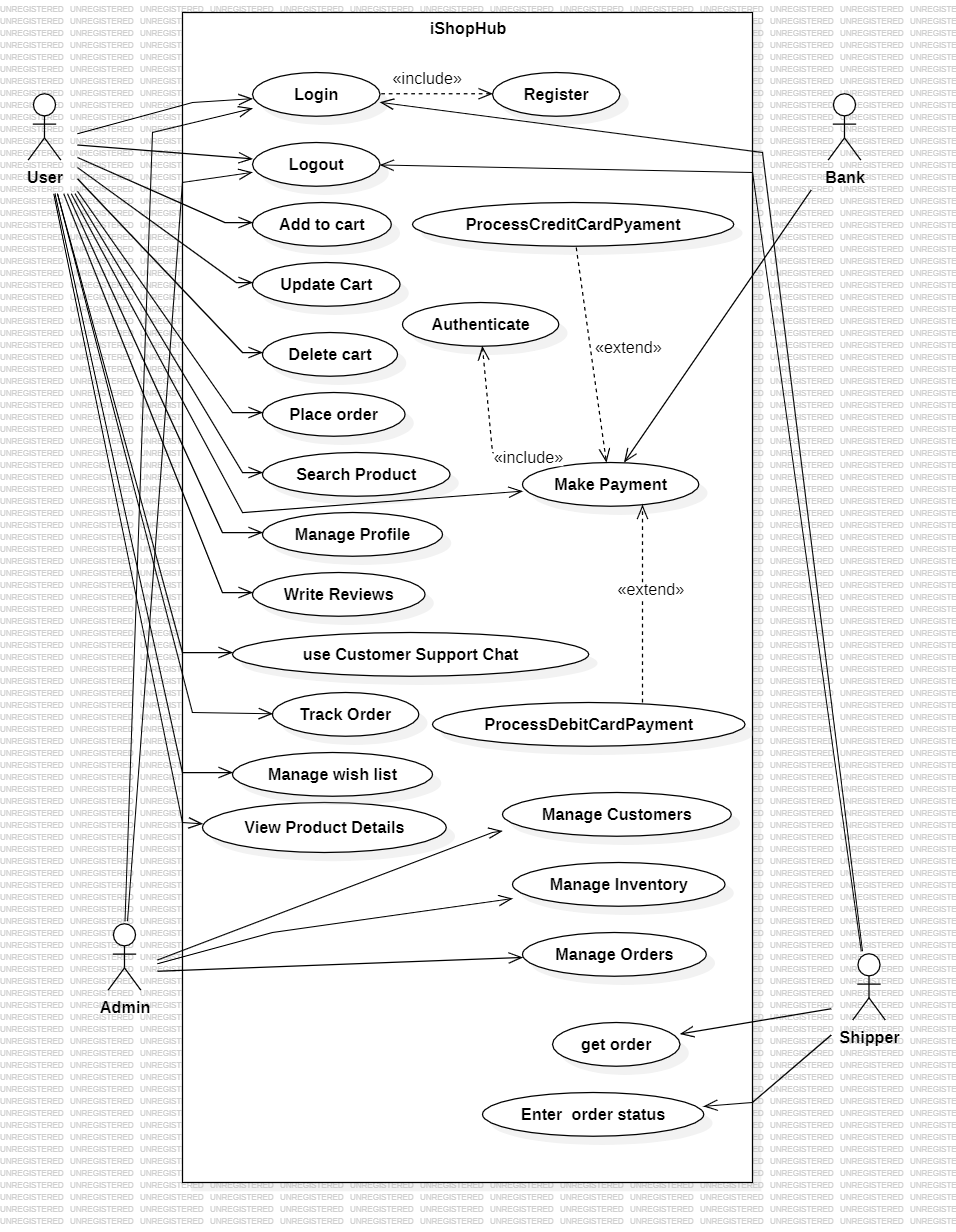 iShopHub
Login
«include»
Register
User
Bank
Logout
Add to cart
ProcessCreditCardPyament
Update Cart
Authenticate
«extend»
Delete cart
Place order
«include»
Search Product
Make Payment
Manage Profile
Write Reviews
«extend»
use Customer Support Chat
Track Order
ProcessDebitCardPayment
Manage wish list
View Product Details
Manage Customers
Manage Inventory
Manage Orders
Admin
Shipper
get order
Enter  order status
UNREGISTERED